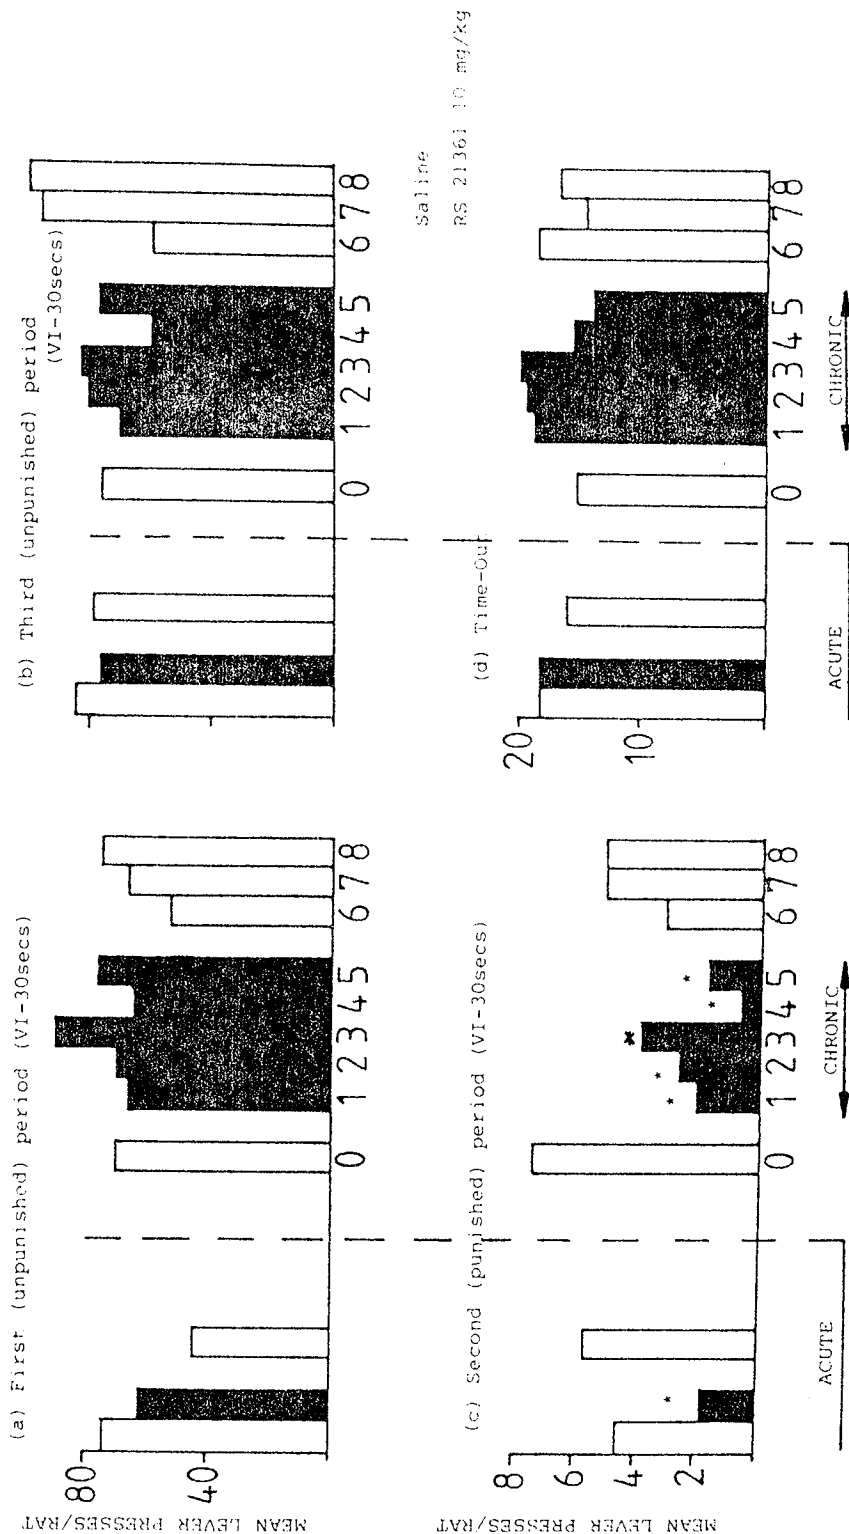 (a) First (unpunished) period (VI-30secs)
MEAN LEVER PRESSES/RAT
80
40
0
1 2 3 4 5
6 7 8
(b) Third (unpunished) period
(VI-30secs)
0
1 2 3 4 5
6 7 8
Saline
RS 21361 10 mg/kg
(c) Second (punished) period (VI-30secs)
MEAN LEVER PRESSES/RAT
8
6
4
2
*
*
*
*
*
*
0
1 2 3 4 5
6 7 8
ACUTE
CHRONIC
(d) Time-Out
20
10
0
1 2 3 4 5
6 7 8
ACUTE
CHRONIC